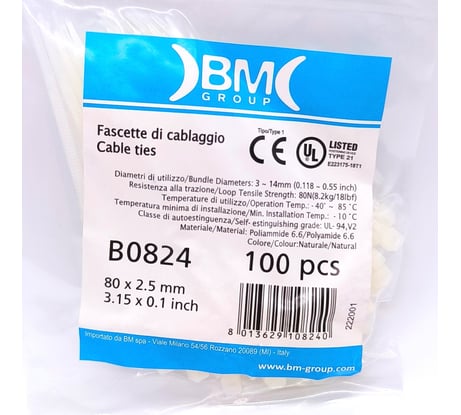 BM
GROUP
Fascette di cablaggio
Cable ties
Tipo/Type 1
CE
UL
LISTED
TYPE 21
E223175-18T1
Diametri di utilizzo/Bundle Diameters: 3 ~ 14mm (0.118 ~ 0.55 inch)
Resistenza alla trazione/Loop Tensile Strength: 80N(8.2kg/18lbf)
Temperature di utilizzo/Operation Temp.: - 40° ~ 85 °C
Temperatura minima di installazione/Min. Installation Temp.: - 10 °C
Classe di autoestinguenza/Self- estinguishing grade: UL- 94,V2
Materiale/Material: Poliammide 6.6/Polyamide 6.6
Colore/Colour:Naturale/Natural
B0824
100 pcs
80 x 2.5 mm
3.15 x 0.1 inch
8 013629 108240
222001
Importato da BM spa - Viale Milano 54/56 Rozzano 20089 (MI) - Italy
www.bm-group.com